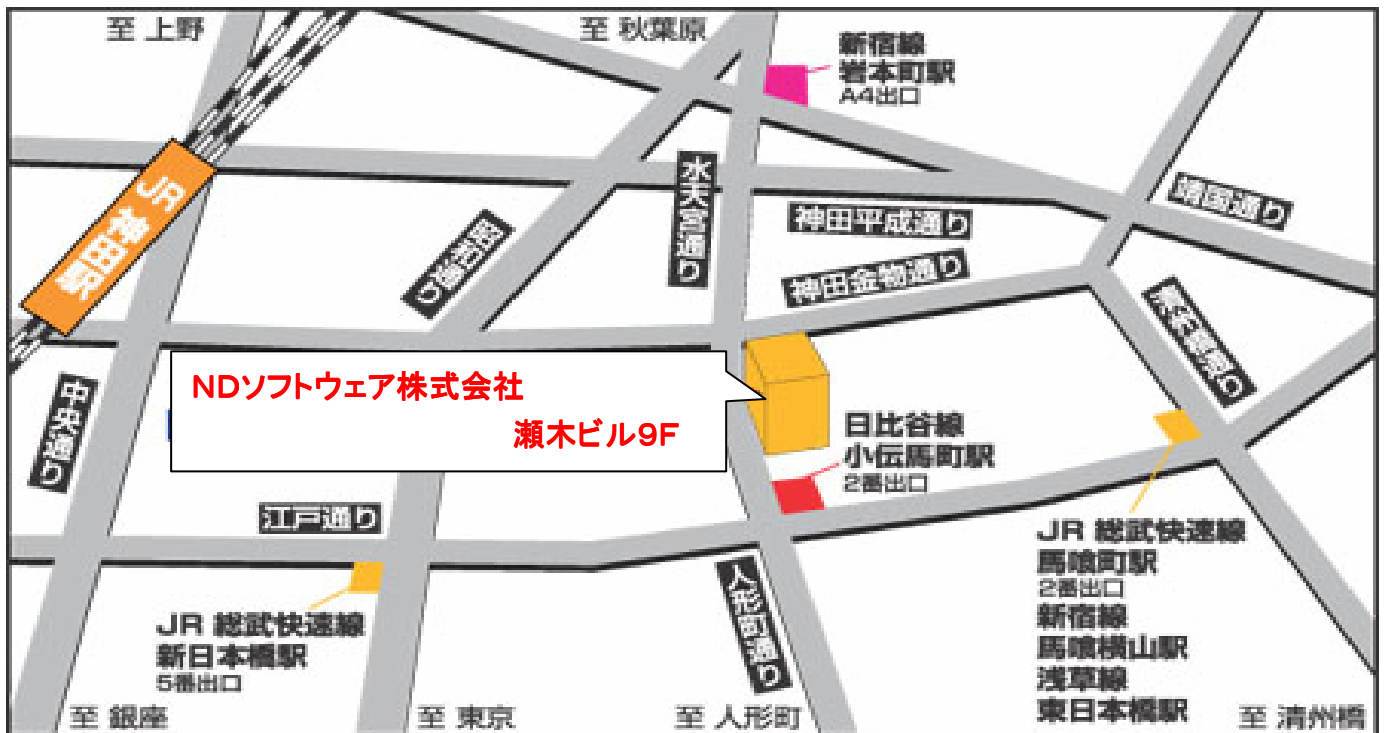 至 上野
至 秋葉原
新宿線
岩本町駅
A4出口
JR 神田駅
水天宮通り
昭和通り
神田平成通り
靖国通り
神田金物通り
中央通り
NDソフトウェア株式会社
瀬木ビル9F
日比谷線
小伝馬町駅
2番出口
江戸通り
人形町通り
JR 総武快速線
新日本橋駅
5番出口
JR 総武快速線
馬喰町駅
2番出口
新宿線
馬喰横山駅
浅草線
東日本橋駅
至 銀座
至 東京
至 人形町
至 清州橋